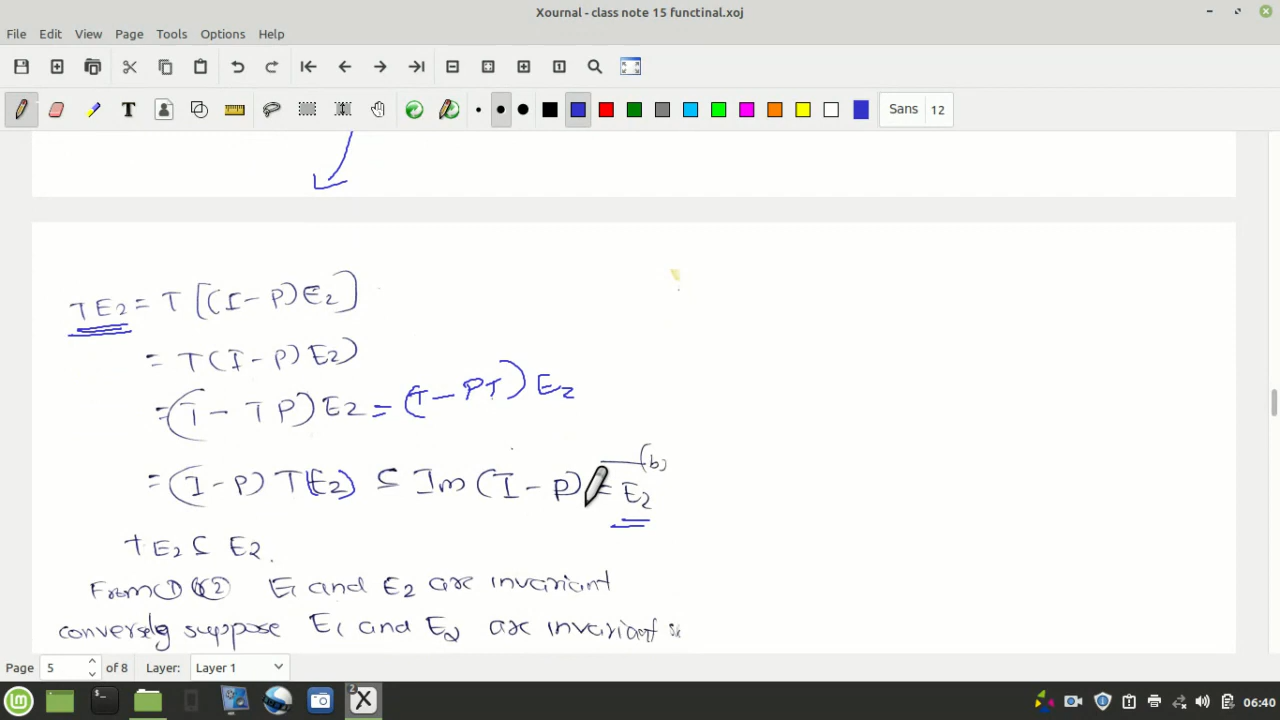 Xournal - class note 15 functinal.xoj
File Edit View Page Tools Options Help
Sans 12
TE2 = T [(I-P)E2]
= T(I-P)E2)
=(T - TP)E2 = (T-PT)E2
=(I-P) T(E2) ⊆ Im (I-P) = E2 —(b)
TE2 ⊆ E2.
From ① & ② E1 and E2 are invariant
conversely suppose E1 and E2 are invariant
Page 5 of 8 Layer: Layer 1
2
06:40